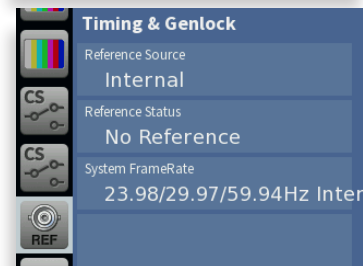 Timing & Genlock
Reference Source
Internal
Reference Status
No Reference
System FrameRate
23.98/29.97/59.94Hz Inter
CS
CS
REF